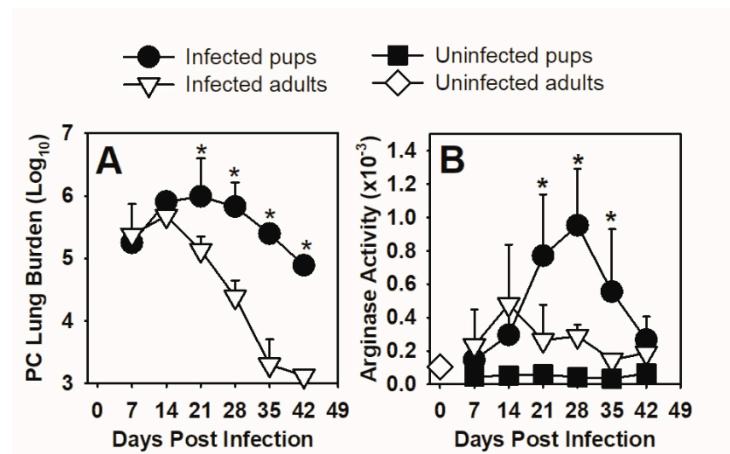 Infected pups
Uninfected pups
Infected adults
Uninfected adults
A
PC Lung Burden (Log₁₀)
7
6
5
4
3
* * * *
0 7 14 21 28 35 42 49
Days Post Infection
B
Arginase Activity (x10⁻³)
1.4
1.2
1.0
0.8
0.6
0.4
0.2
0.0
* * *
0 7 14 21 28 35 42 49
Days Post Infection